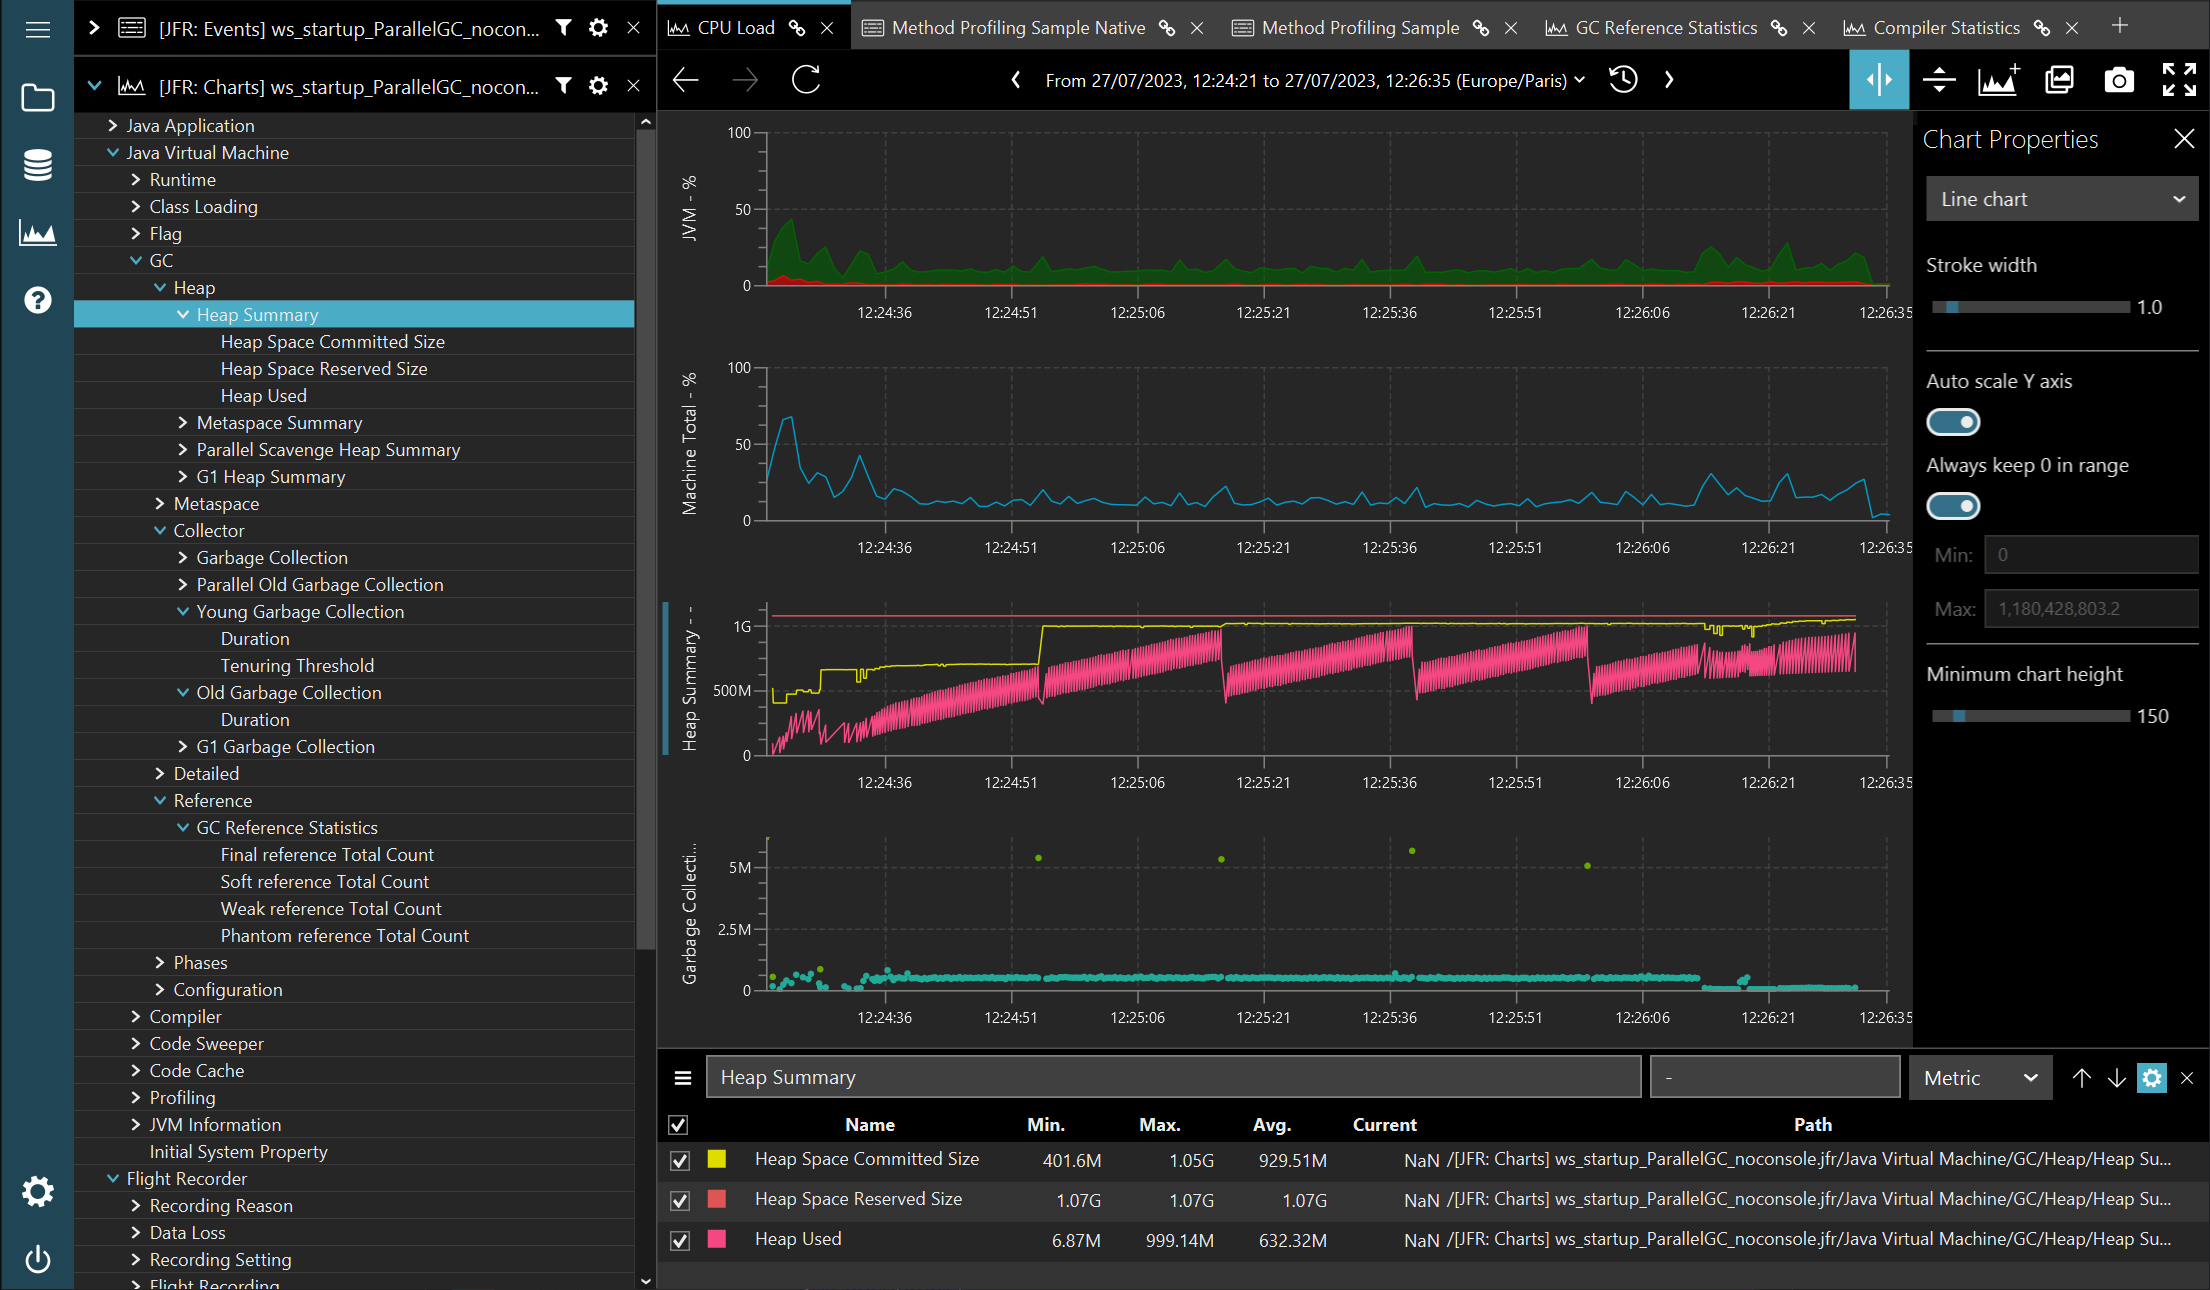 [JFR: Events] ws_startup_ParallelGC_nocon...
[JFR: Charts] ws_startup_ParallelGC_nocon...
Java Application
Java Virtual Machine
Runtime
Class Loading
Flag
GC
Heap
Heap Summary
Heap Space Committed Size
Heap Space Reserved Size
Heap Used
Metaspace Summary
Parallel Scavenge Heap Summary
G1 Heap Summary
Metaspace
Collector
Garbage Collection
Parallel Old Garbage Collection
Young Garbage Collection
Duration
Tenuring Threshold
Old Garbage Collection
Duration
G1 Garbage Collection
Detailed
Reference
GC Reference Statistics
Final reference Total Count
Soft reference Total Count
Weak reference Total Count
Phantom reference Total Count
Phases
Configuration
Compiler
Code Sweeper
Code Cache
Profiling
JVM Information
Initial System Property
Flight Recorder
Recording Reason
Data Loss
Recording Setting
Flight Recording
CPU Load Method Profiling Sample Native Method Profiling Sample GC Reference Statistics Compiler Statistics
From 27/07/2023, 12:24:21 to 27/07/2023, 12:26:35 (Europe/Paris)
JVM - %
100
50
0
12:24:36 12:24:51 12:25:06 12:25:21 12:25:36 12:25:51 12:26:06 12:26:21 12:26:35
Machine Total - %
100
50
0
12:24:36 12:24:51 12:25:06 12:25:21 12:25:36 12:25:51 12:26:06 12:26:21 12:26:35
Heap Summary - -
1G
500M
0
12:24:36 12:24:51 12:25:06 12:25:21 12:25:36 12:25:51 12:26:06 12:26:21 12:26:35
Garbage Collecti...
5M
2.5M
0
12:24:36 12:24:51 12:25:06 12:25:21 12:25:36 12:25:51 12:26:06 12:26:21 12:26:35
Chart Properties
Line chart
Stroke width
1.0
Auto scale Y axis
Always keep 0 in range
Min: 0
Max: 1,180,428,803.2
Minimum chart height
150
Heap Summary - Metric
Name Min. Max. Avg. Current Path
Heap Space Committed Size 401.6M 1.05G 929.51M NaN /[JFR: Charts] ws_startup_ParallelGC_noconsole.jfr/Java Virtual Machine/GC/Heap/Heap Su...
Heap Space Reserved Size 1.07G 1.07G 1.07G NaN /[JFR: Charts] ws_startup_ParallelGC_noconsole.jfr/Java Virtual Machine/GC/Heap/Heap Su...
Heap Used 6.87M 999.14M 632.32M NaN /[JFR: Charts] ws_startup_ParallelGC_noconsole.jfr/Java Virtual Machine/GC/Heap/Heap Su...